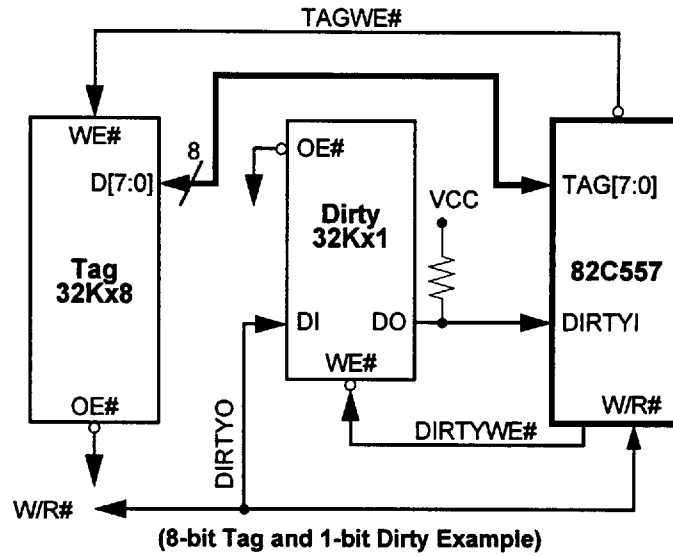 TAGWE#
WE#
8
D[7:0]
Tag
32Kx8
OE#
OE#
Dirty
32Kx1
DI
DO
WE#
VCC
TAG[7:0]
82C557
DIRTYI
W/R#
DIRTYO
DIRTYWE#
W/R#
(8-bit Tag and 1-bit Dirty Example)